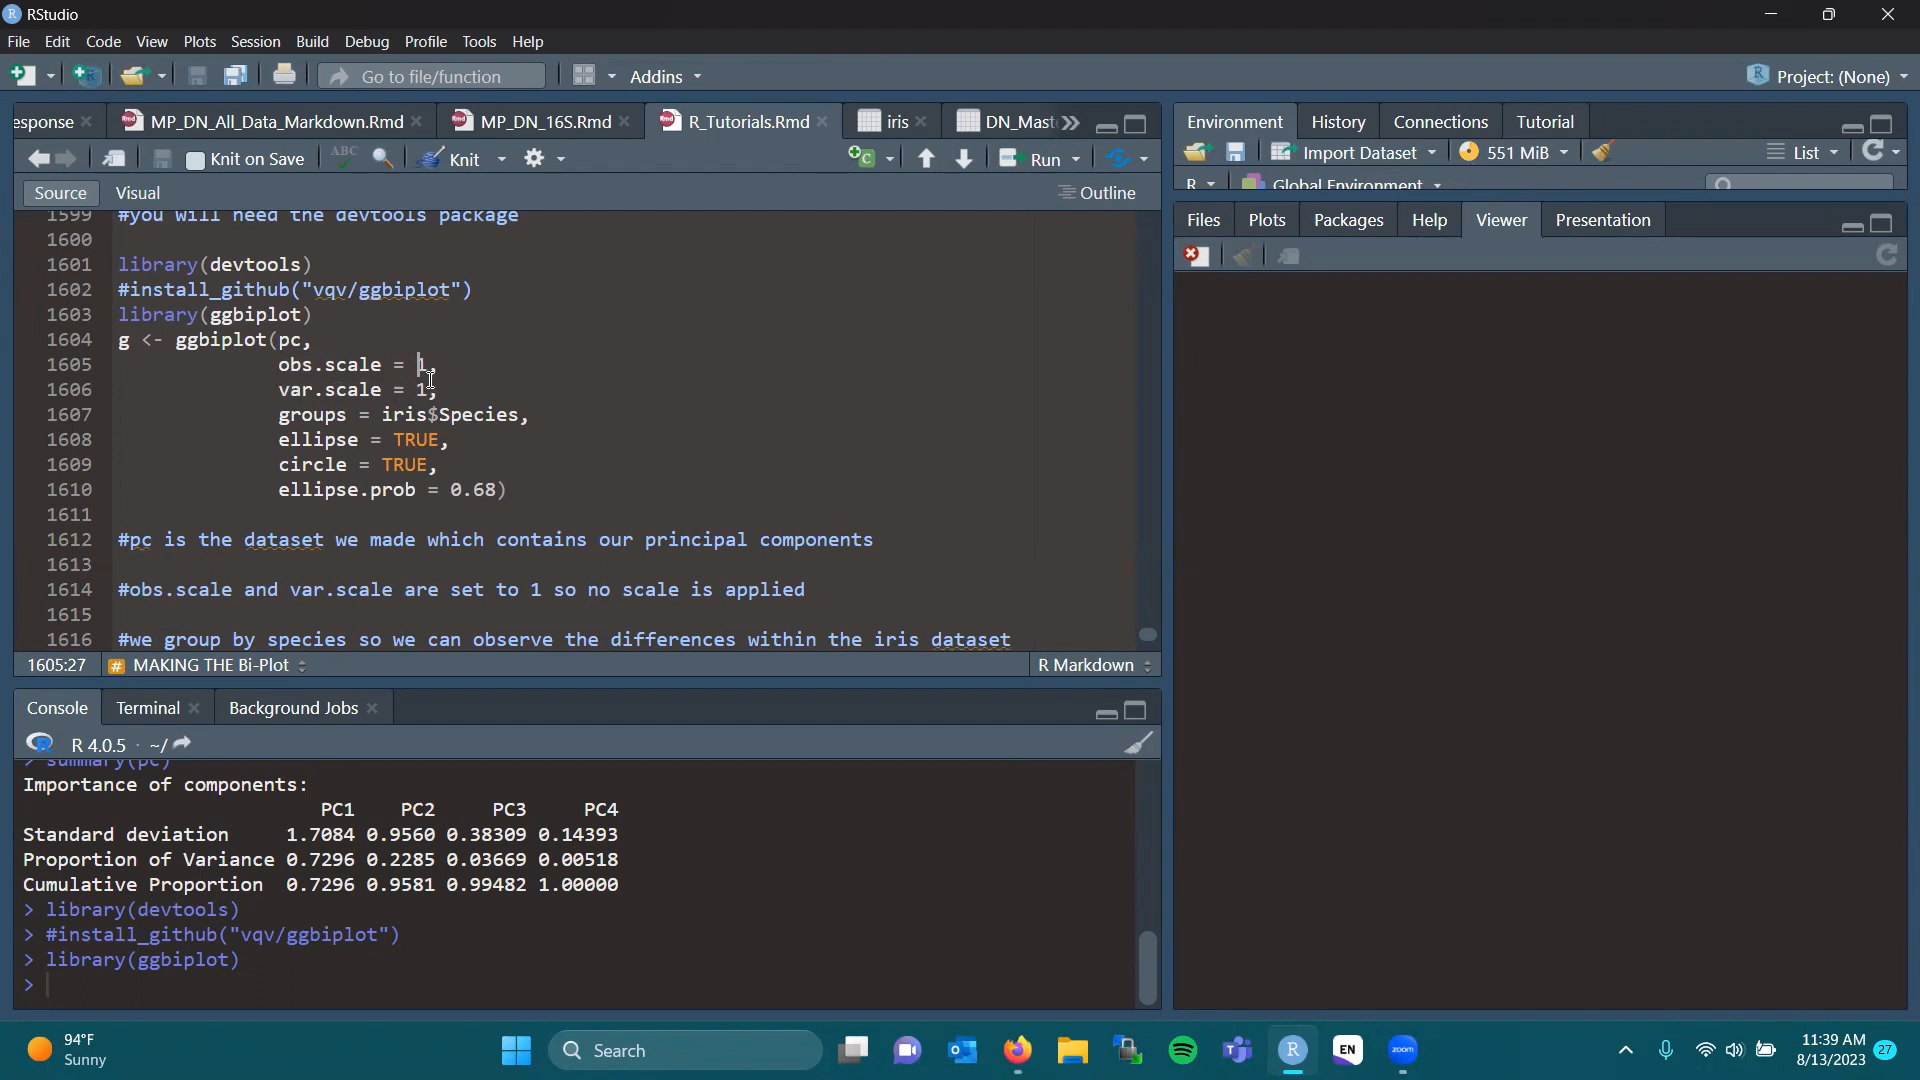 RStudio
File Edit Code View Plots Session Build Debug Profile Tools Help
Go to file/function Addins Project: (None)
esponse MP_DN_All_Data_Markdown.Rmd MP_DN_16S.Rmd R_Tutorials.Rmd iris DN_Mast
Knit on Save ABC Knit Run
Source Visual Outline
1599 #you will need the devtools package
1600
1601 library(devtools)
1602 #install_github("vqv/ggbiplot")
1603 library(ggbiplot)
1604 g <- ggbiplot(pc,
1605 obs.scale = 1,
1606 var.scale = 1,
1607 groups = iris$Species,
1608 ellipse = TRUE,
1609 circle = TRUE,
1610 ellipse.prob = 0.68)
1611
1612 #pc is the dataset we made which contains our principal components
1613
1614 #obs.scale and var.scale are set to 1 so no scale is applied
1615
1616 #we group by species so we can observe the differences within the iris dataset
1605:27 # MAKING THE Bi-Plot R Markdown
Console Terminal Background Jobs
R 4.0.5 · ~/
> summary(pc)
Importance of components:
PC1 PC2 PC3 PC4
Standard deviation 1.7084 0.9560 0.38309 0.14393
Proportion of Variance 0.7296 0.2285 0.03669 0.00518
Cumulative Proportion 0.7296 0.9581 0.99482 1.00000
> library(devtools)
> #install_github("vqv/ggbiplot")
> library(ggbiplot)
>
Environment History Connections Tutorial
Import Dataset 551 MiB List
R Global Environment
Files Plots Packages Help Viewer Presentation
94°F
Sunny
Search
EN
zoom
11:39 AM
8/13/2023
27